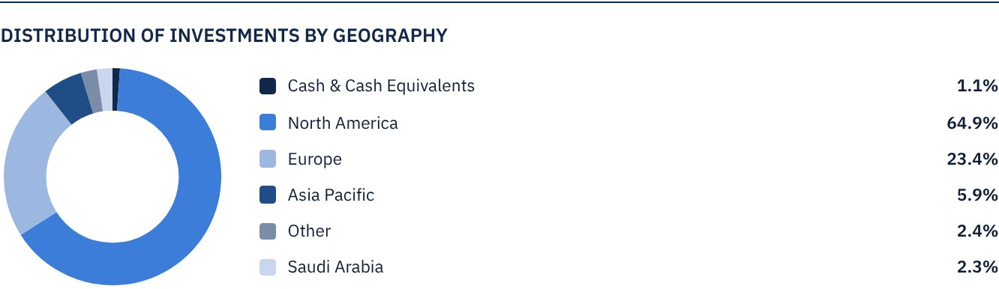 DISTRIBUTION OF INVESTMENTS BY GEOGRAPHY
Cash & Cash Equivalents 1.1%
North America 64.9%
Europe 23.4%
Asia Pacific 5.9%
Other 2.4%
Saudi Arabia 2.3%